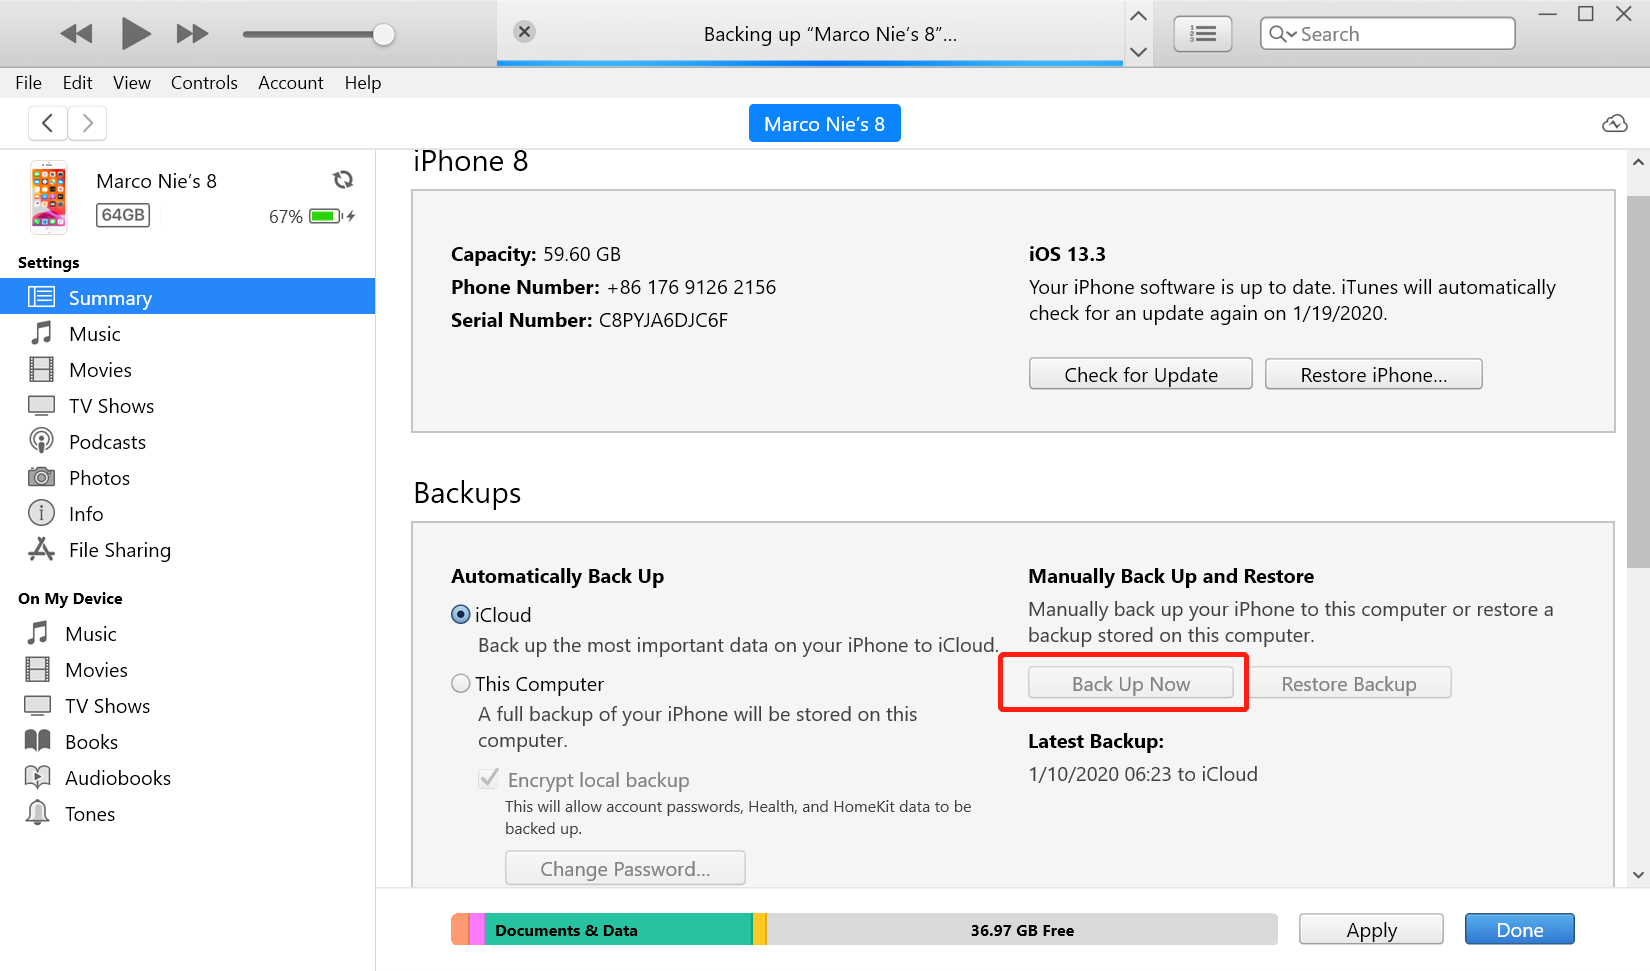 Backing up “Marco Nie’s 8”...
Search
File Edit View Controls Account Help
Marco Nie’s 8
Marco Nie’s 8
64GB
67%
Settings
Summary
Music
Movies
TV Shows
Podcasts
Photos
Info
File Sharing
On My Device
Music
Movies
TV Shows
Books
Audiobooks
Tones
iPhone 8
Capacity: 59.60 GB
Phone Number: +86 176 9126 2156
Serial Number: C8PYJA6DJC6F
iOS 13.3
Your iPhone software is up to date. iTunes will automatically
check for an update again on 1/19/2020.
Check for Update
Restore iPhone...
Backups
Automatically Back Up
iCloud
Back up the most important data on your iPhone to iCloud.
This Computer
A full backup of your iPhone will be stored on this
computer.
Encrypt local backup
This will allow account passwords, Health, and HomeKit data to be
backed up.
Change Password...
Manually Back Up and Restore
Manually back up your iPhone to this computer or restore a
backup stored on this computer.
Back Up Now
Restore Backup
Latest Backup:
1/10/2020 06:23 to iCloud
Documents & Data
36.97 GB Free
Apply
Done